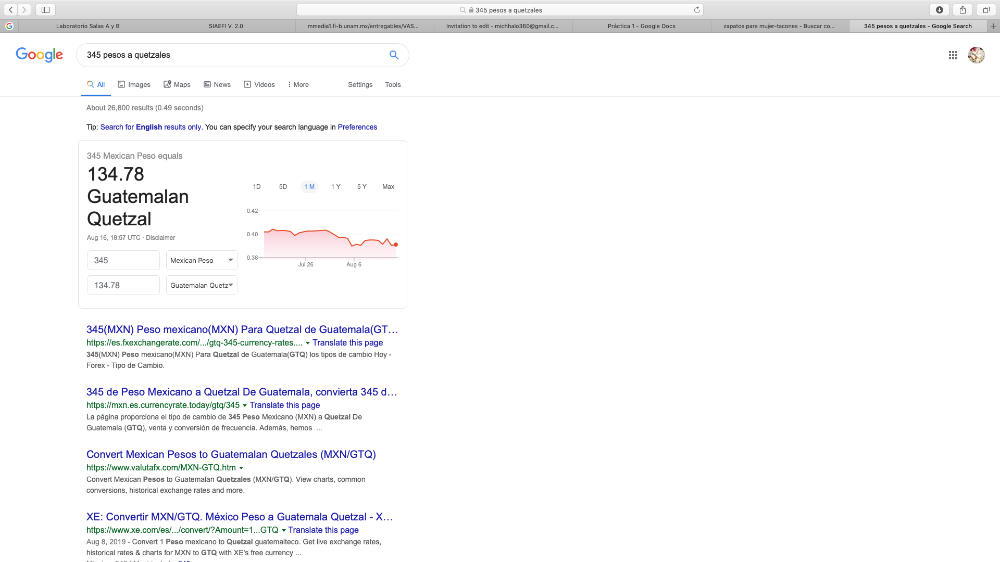 345 pesos a quetzales
Laboratorio Salas A y B
SIAEFI V. 2.0
mmedia1.fi-b.unam.mx/entregables/VAS...
Invitation to edit - michhalo360@gmail.c...
Práctica 1 - Google Docs
zapatos para mujer-tacones - Buscar co...
345 pesos a quetzales - Google Search
Google
345 pesos a quetzales
All
Images
Maps
News
Videos
More
Settings
Tools
About 26,800 results (0.49 seconds)
Tip: Search for English results only. You can specify your search language in Preferences
345 Mexican Peso equals
134.78
Guatemalan
Quetzal
Aug 16, 18:57 UTC · Disclaimer
345
Mexican Peso
134.78
Guatemalan Quetz
1D
5D
1 M
1 Y
5 Y
Max
0.42
0.40
0.38
Jul 26
Aug 6
345(MXN) Peso mexicano(MXN) Para Quetzal de Guatemala(GT...
https://es.fxexchangerate.com/.../gtq-345-currency-rates.... Translate this page
345(MXN) Peso mexicano(MXN) Para Quetzal de Guatemala(GTQ) los tipos de cambio Hoy -
Forex - Tipo de Cambio.
345 de Peso Mexicano a Quetzal De Guatemala, convierta 345 d...
https://mxn.es.currencyrate.today/gtq/345 Translate this page
La página proporciona el tipo de cambio de 345 Peso Mexicano (MXN) a Quetzal De
Guatemala (GTQ), venta y conversión de frecuencia. Además, hemos ...
Convert Mexican Pesos to Guatemalan Quetzales (MXN/GTQ)
https://www.valutafx.com/MXN-GTQ.htm
Convert Mexican Pesos to Guatemalan Quetzales (MXN/GTQ). View charts, common
conversions, historical exchange rates and more.
XE: Convertir MXN/GTQ. México Peso a Guatemala Quetzal - X...
https://www.xe.com/es/.../convert/?Amount=1...GTQ Translate this page
Aug 8, 2019 - Convert 1 Peso mexicano to Quetzal guatemalteco. Get live exchange rates,
historical rates & charts for MXN to GTQ with XE's free currency ...